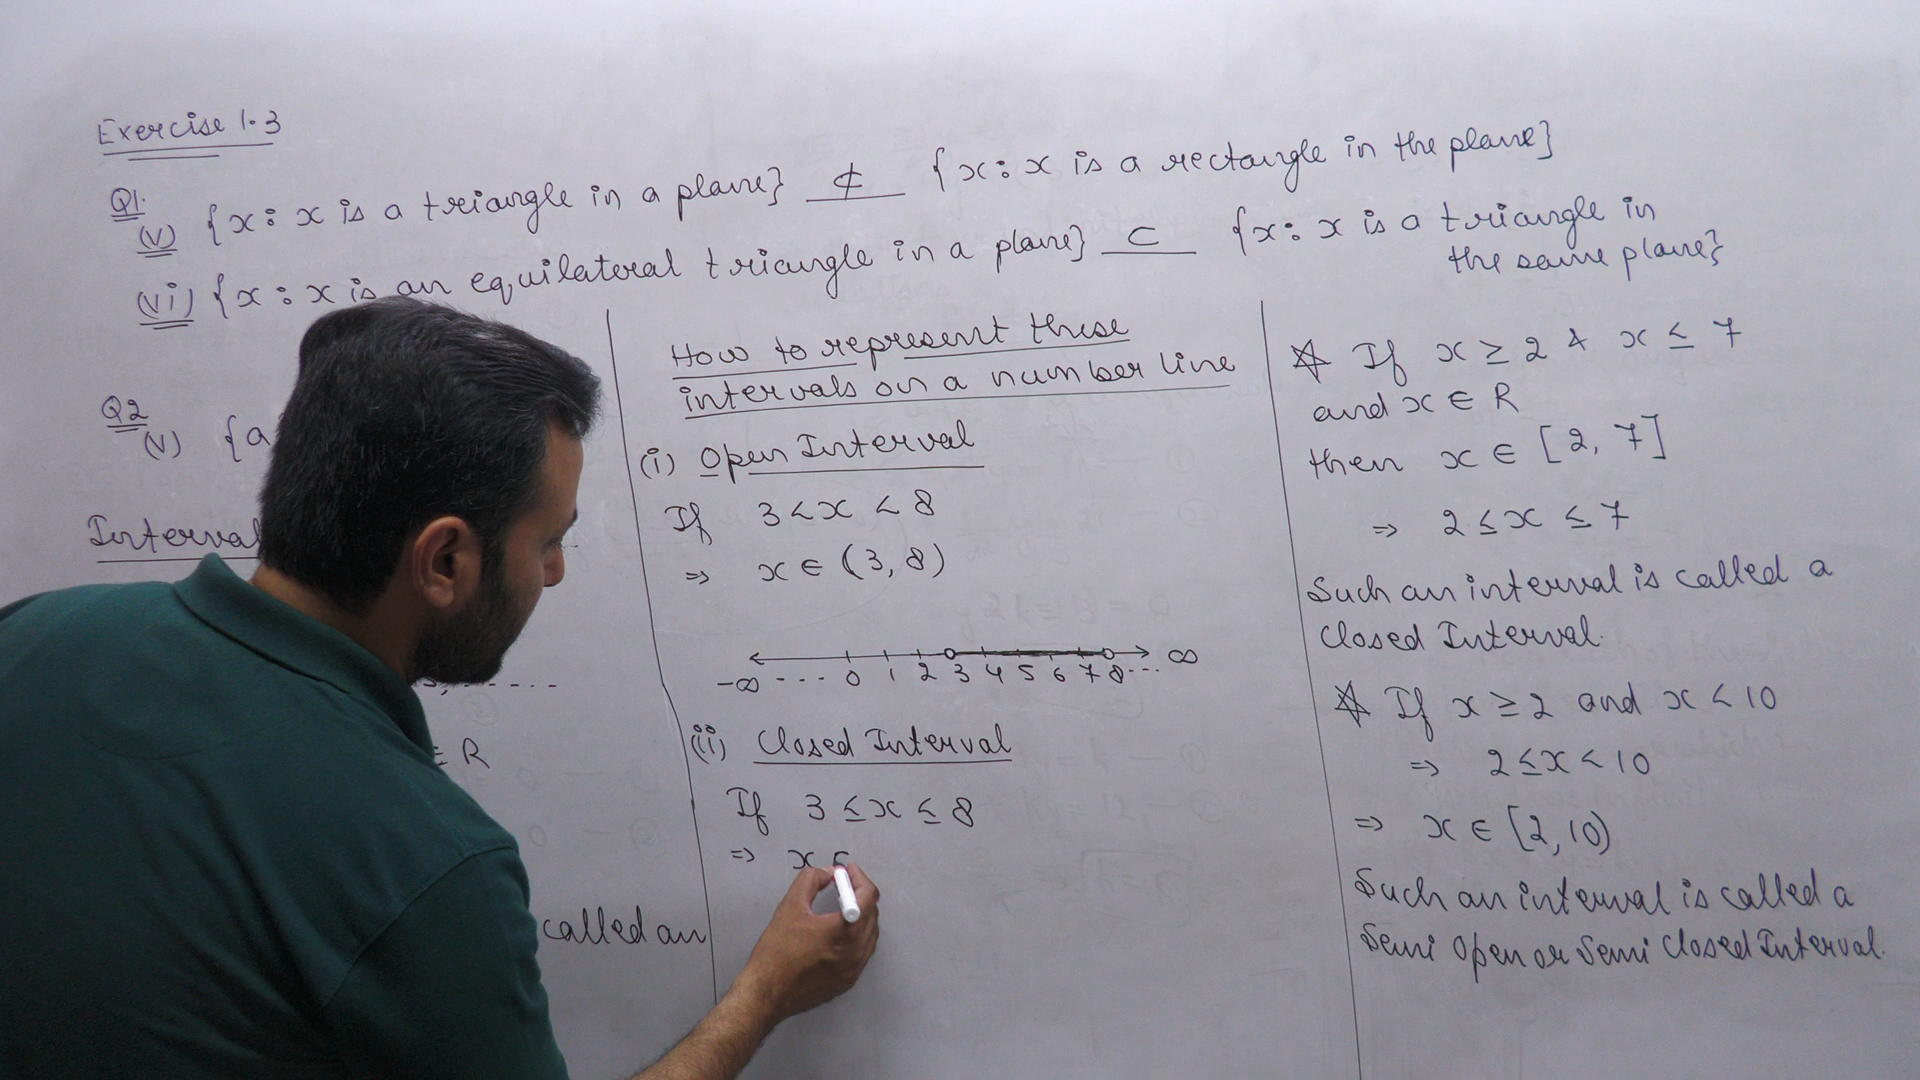 Exercise 1.3
Q1.
(v) {x : x is a triangle in a plane} ⊄ {x : x is a rectangle in the plane}
(vi) {x : x is an equilateral triangle in a plane} ⊂ {x : x is a triangle in
the same plane}
Q2
(v) {a
Interval
R
called an
How to represent these
intervals on a number line
(i) Open Interval
If 3 < x < 8
⇒ x ∈ (3, 8)
-∞ .... 0 1 2 3 4 5 6 7 8 ... ∞
(ii) Closed Interval
If 3 ≤ x ≤ 8
⇒ x
☆ If x ≥ 2 & x ≤ 7
and x ∈ R
then x ∈ [2, 7]
⇒ 2 ≤ x ≤ 7
Such an interval is called a
Closed Interval.
☆ If x ≥ 2 and x < 10
⇒ 2 ≤ x < 10
⇒ x ∈ [2, 10)
Such an interval is called a
Semi Open or Semi Closed Interval.